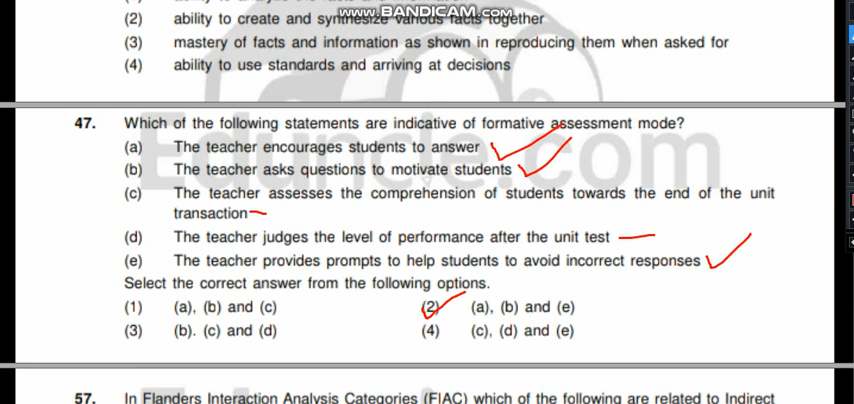 www.BANDICAM.com
(2) ability to create and synthesize various facts together
(3) mastery of facts and information as shown in reproducing them when asked for
(4) ability to use standards and arriving at decisions
47. Which of the following statements are indicative of formative assessment mode?
(a) The teacher encourages students to answer
(b) The teacher asks questions to motivate students
(c) The teacher assesses the comprehension of students towards the end of the unit
transaction
(d) The teacher judges the level of performance after the unit test
(e) The teacher provides prompts to help students to avoid incorrect responses
Select the correct answer from the following options.
(1) (a), (b) and (c) (2) (a), (b) and (e)
(3) (b). (c) and (d) (4) (c), (d) and (e)
Eduncle.com
57. In Flanders Interaction Analysis Categories (FIAC) which of the following are related to Indirect